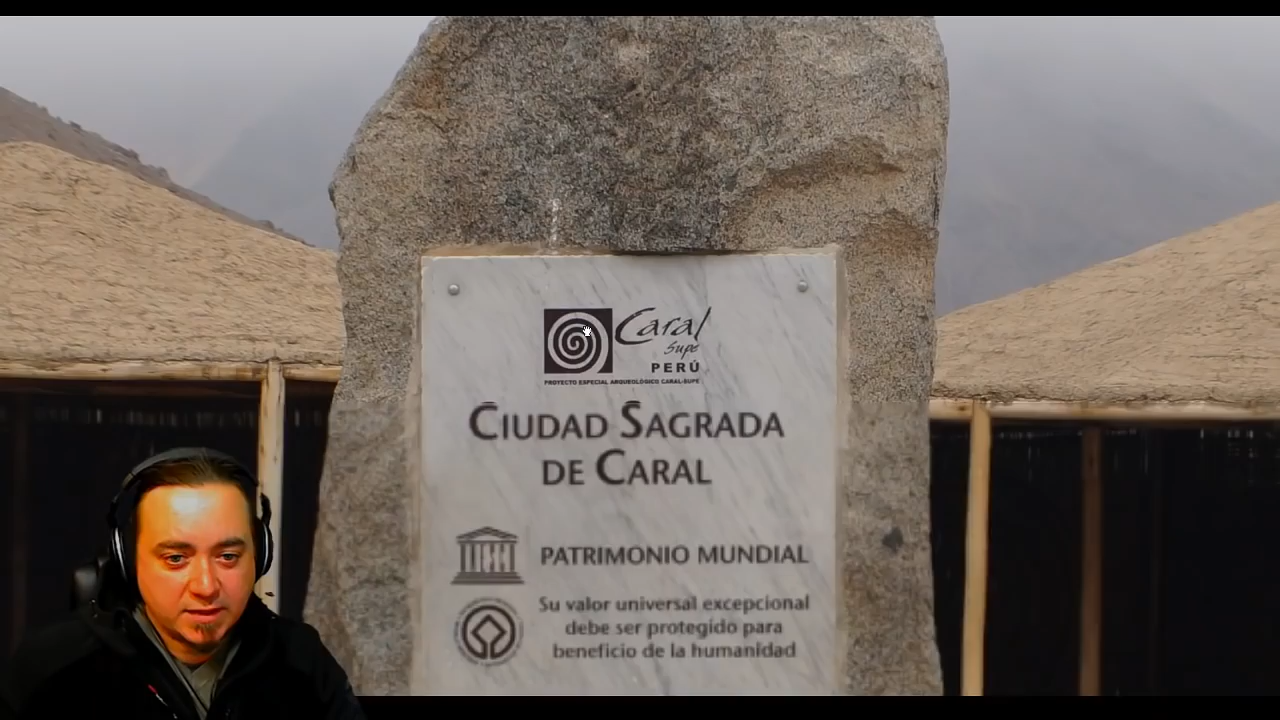 Caral
Supe
PERÚ
PROYECTO ESPECIAL ARQUEOLÓGICO CARAL-SUPE
CIUDAD SAGRADA
DE CARAL
PATRIMONIO MUNDIAL
Su valor universal excepcional
debe ser protegido para
beneficio de la humanidad